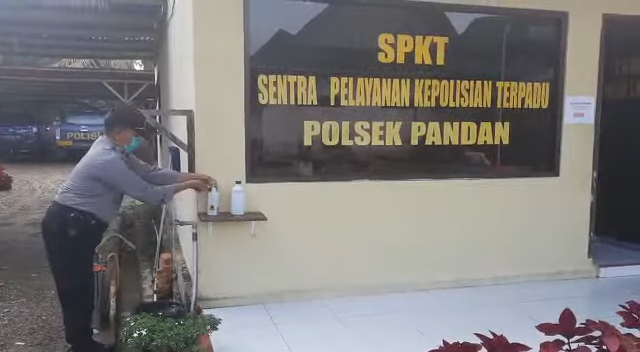 SPKT
SENTRA PELAYANAN KEPOLISIAN TERPADU
POLSEK PANDAN
POLISI